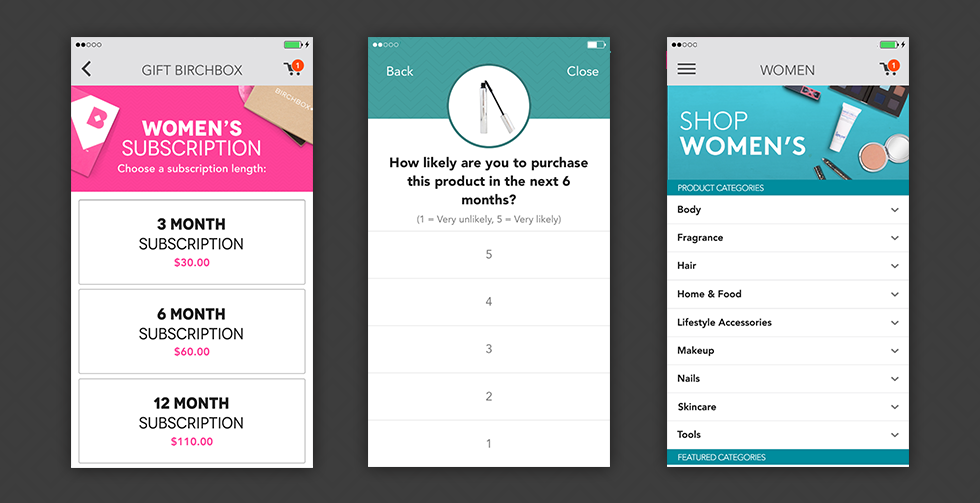 GIFT BIRCHBOX
1
BIRCHBOX
WOMEN'S
SUBSCRIPTION
Choose a subscription length:
3 MONTH
SUBSCRIPTION
$30.00
6 MONTH
SUBSCRIPTION
$60.00
12 MONTH
SUBSCRIPTION
$110.00
Back
Close
How likely are you to purchase
this product in the next 6
months?
(1 = Very unlikely, 5 = Very likely)
5
4
3
2
1
WOMEN
1
SHOP
WOMEN'S
PRODUCT CATEGORIES
Body
Fragrance
Hair
Home & Food
Lifestyle Accessories
Makeup
Nails
Skincare
Tools
FEATURED CATEGORIES